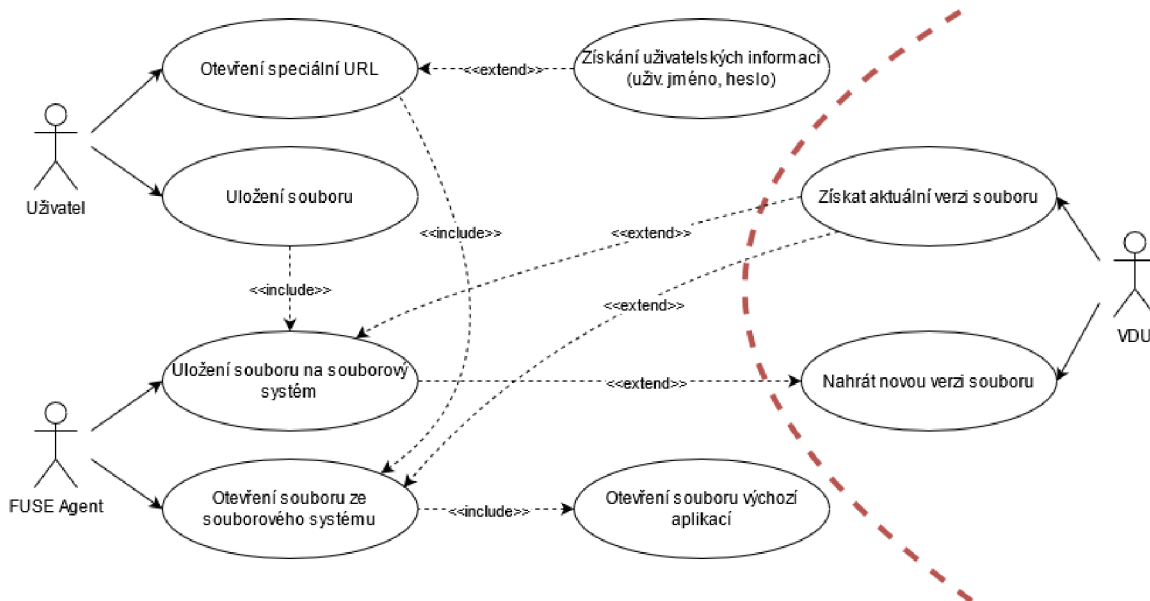 Otevření speciální URL
<<extend>>
Získání uživatelských informací
(uživ. jméno, heslo)
Uživatel
Uložení souboru
Získat aktuální verzi souboru
<<include>>
<<extend>>
<<include>>
<<extend>>
VDU
Uložení souboru na souborový
systém
<<extend>>
Nahrát novou verzi souboru
FUSE Agent
Otevření souboru ze
souborového systému
<<include>>
Otevření souboru výchozí
aplikací